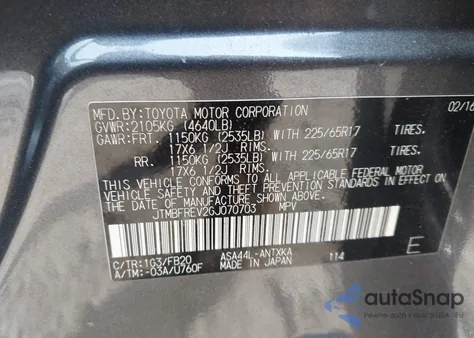 MFD.BY:TOYOTA MOTOR CORPORATION 02/16
GVWR:2105KG (4640LB)
GAWR:FRT. 1150KG (2535LB) WITH 225/65R17 TIRES.
17X6 1/2J RIMS.
RR. 1150KG (2535LB) WITH 225/65R17 TIRES.
17X6 1/2J RIMS.
THIS VEHICLE CONFORMS TO ALL APPLICABLE FEDERAL MOTOR
VEHICLE SAFETY AND
STANDARDS IN EFFECT ON THE DATE OF
MANUFACTURE SHOWN ABOVE.
JTMBFREV2GJ070703 MPV
C/TR:1G3/FB20 ASA44L-ANTXKA 114 E
A/TM:-03A/U760F MADE IN JAPAN
autoSnap